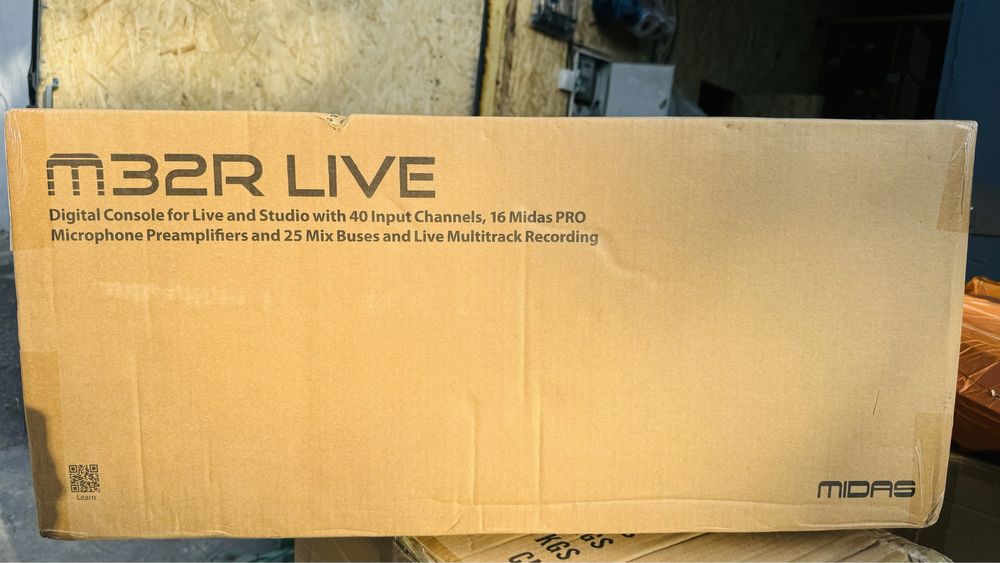 M32R LIVE
Digital Console for Live and Studio with 40 Input Channels, 16 Midas PRO
Microphone Preamplifiers and 25 Mix Buses and Live Multitrack Recording
Learn
MIDAS
KGS